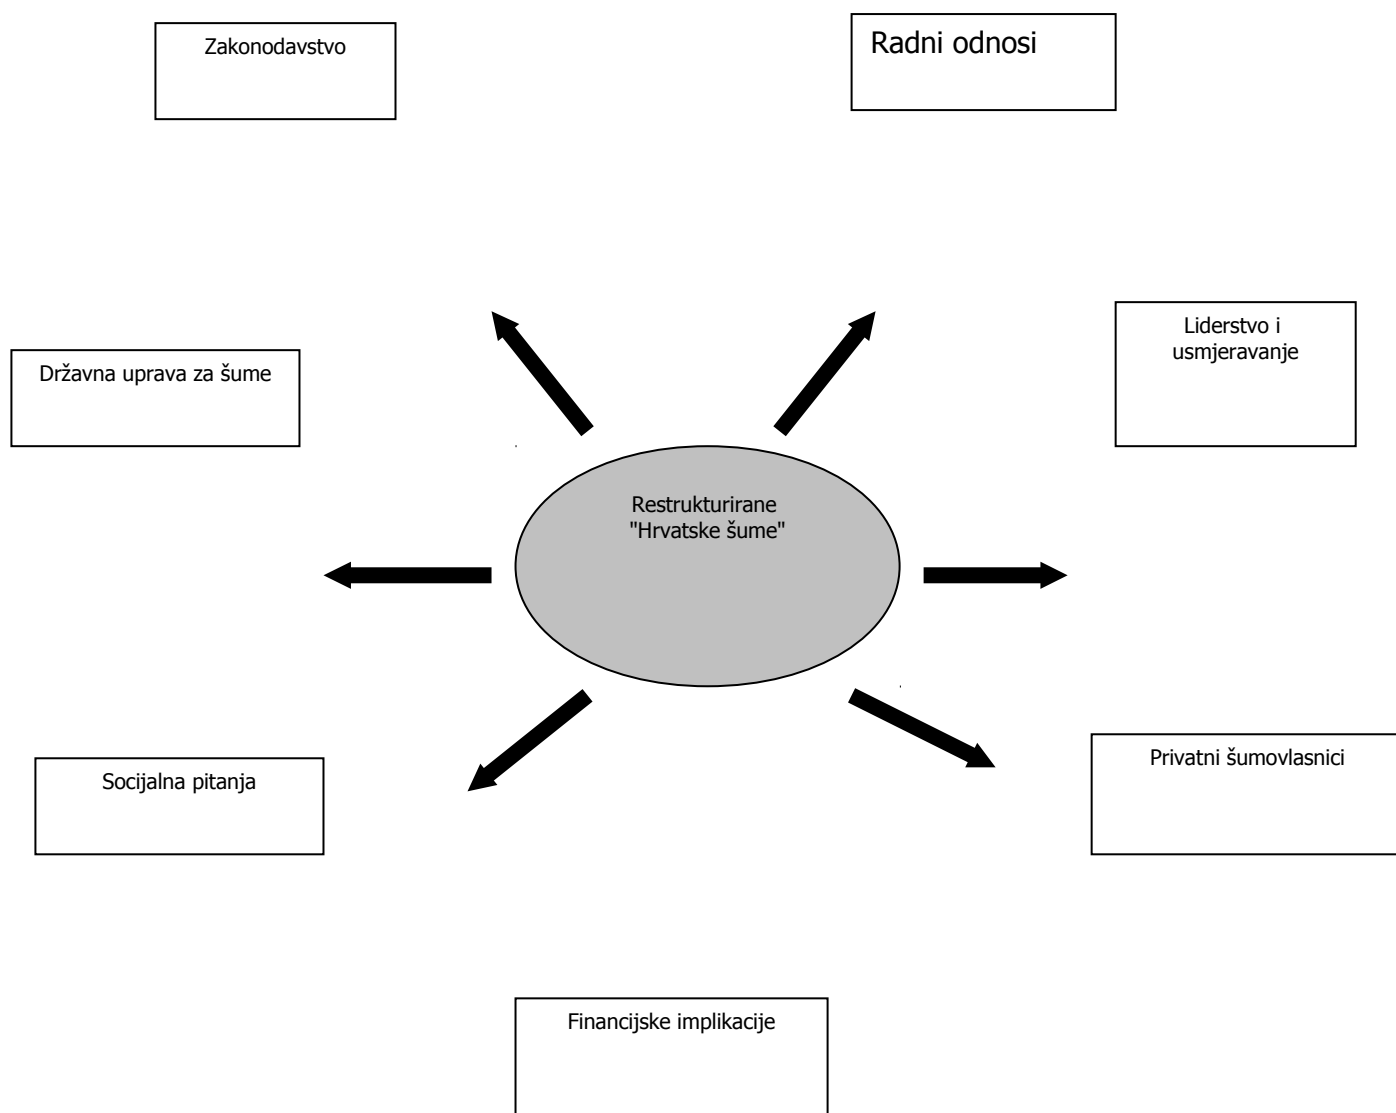 Zakonodavstvo
Radni odnosi
Liderstvo i
usmjeravanje
Državna uprava za šume
Restrukturirane
"Hrvatske šume"
Privatni šumovlasnici
Socijalna pitanja
Financijske implikacije